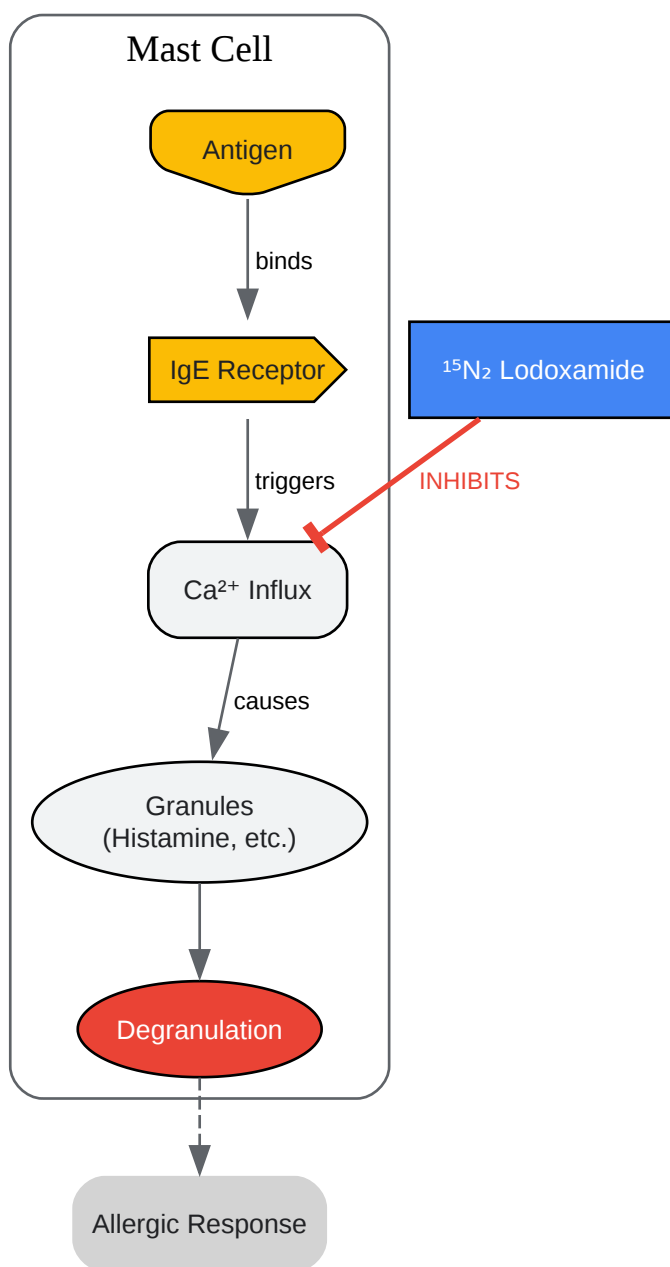 Mast Cell
Antigen
binds
IgE Receptor
¹⁵N₂ Lodoxamide
triggers
INHIBITS
Ca²⁺ Influx
causes
Granules
(Histamine, etc.)
Degranulation
Allergic Response